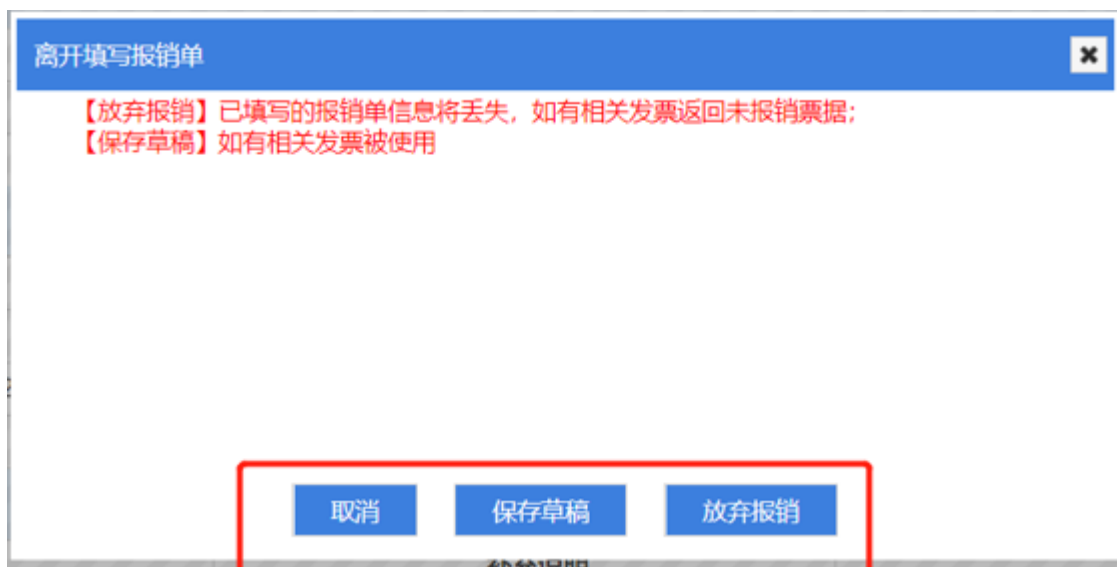 离开填写报销单
【放弃报销】已填写的报销单信息将丢失，如有相关发票返回未报销票据；
【保存草稿】如有相关发票被使用
取消
保存草稿
放弃报销